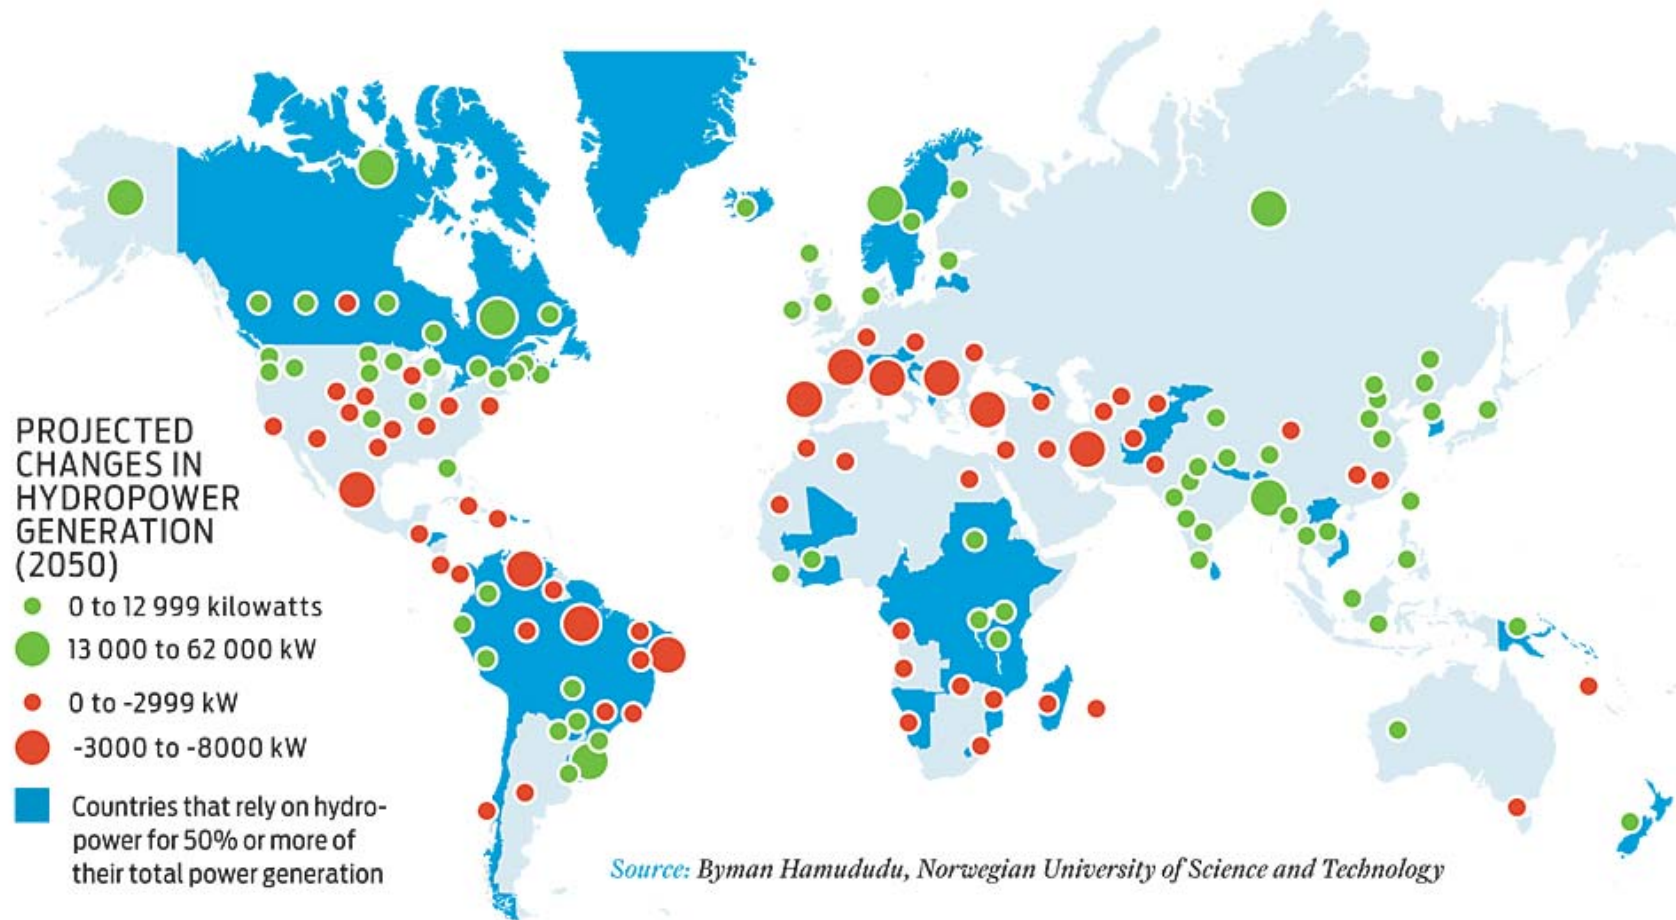 PROJECTED
CHANGES IN
HYDROPOWER
GENERATION
(2050)
0 to 12 999 kilowatts
13 000 to 62 000 kW
0 to -2999 kW
-3000 to -8000 kW
Countries that rely on hydro-
power for 50% or more of
their total power generation
Source: Byman Hamududu, Norwegian University of Science and Technology